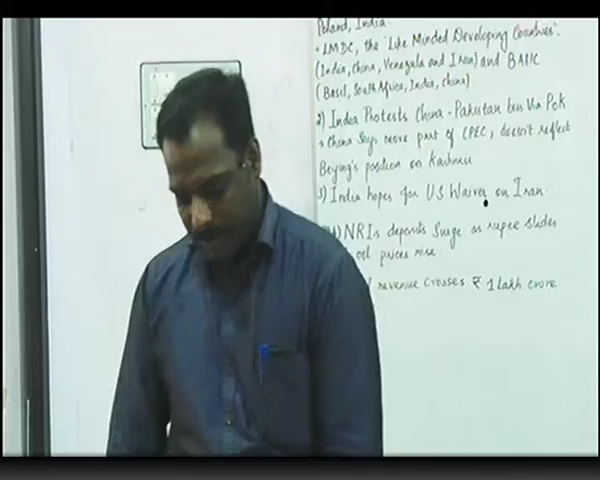 Poland, India
• LMDC, the "Like Minded Developing Countries".
(India, China, Venezuela and Iran) and BASIC
(Basil, South Africa, India, China)
2) India Protests China - Pakistan bus via Pok
• China Says move part of CPEC, doesn't reflect
Beijing's position on Kashmir
3) India hopes for US Waiver on Iran.
4) NRIs deposits Surge as rupee slides
oil prices rise.
revenue Crosses ₹ 1 lakh crore